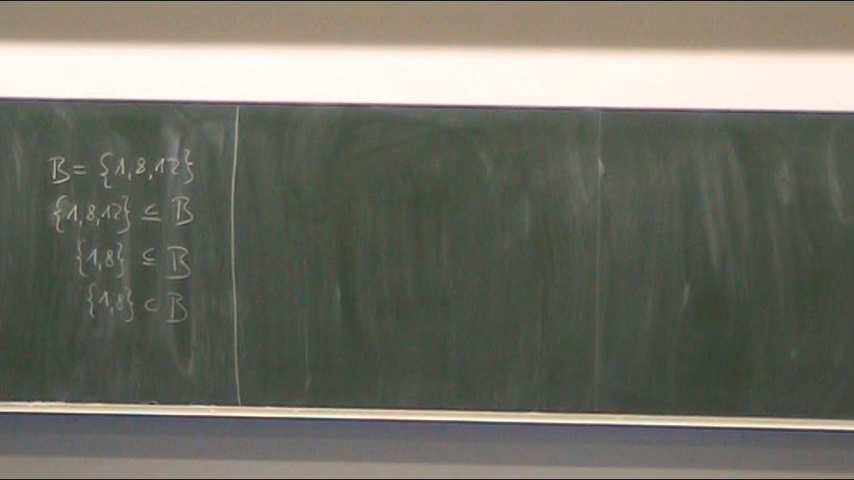 B = {1,8,12}
{1,8,12} ⊆ B
{1,8} ⊆ B
{1,8} ⊂ B